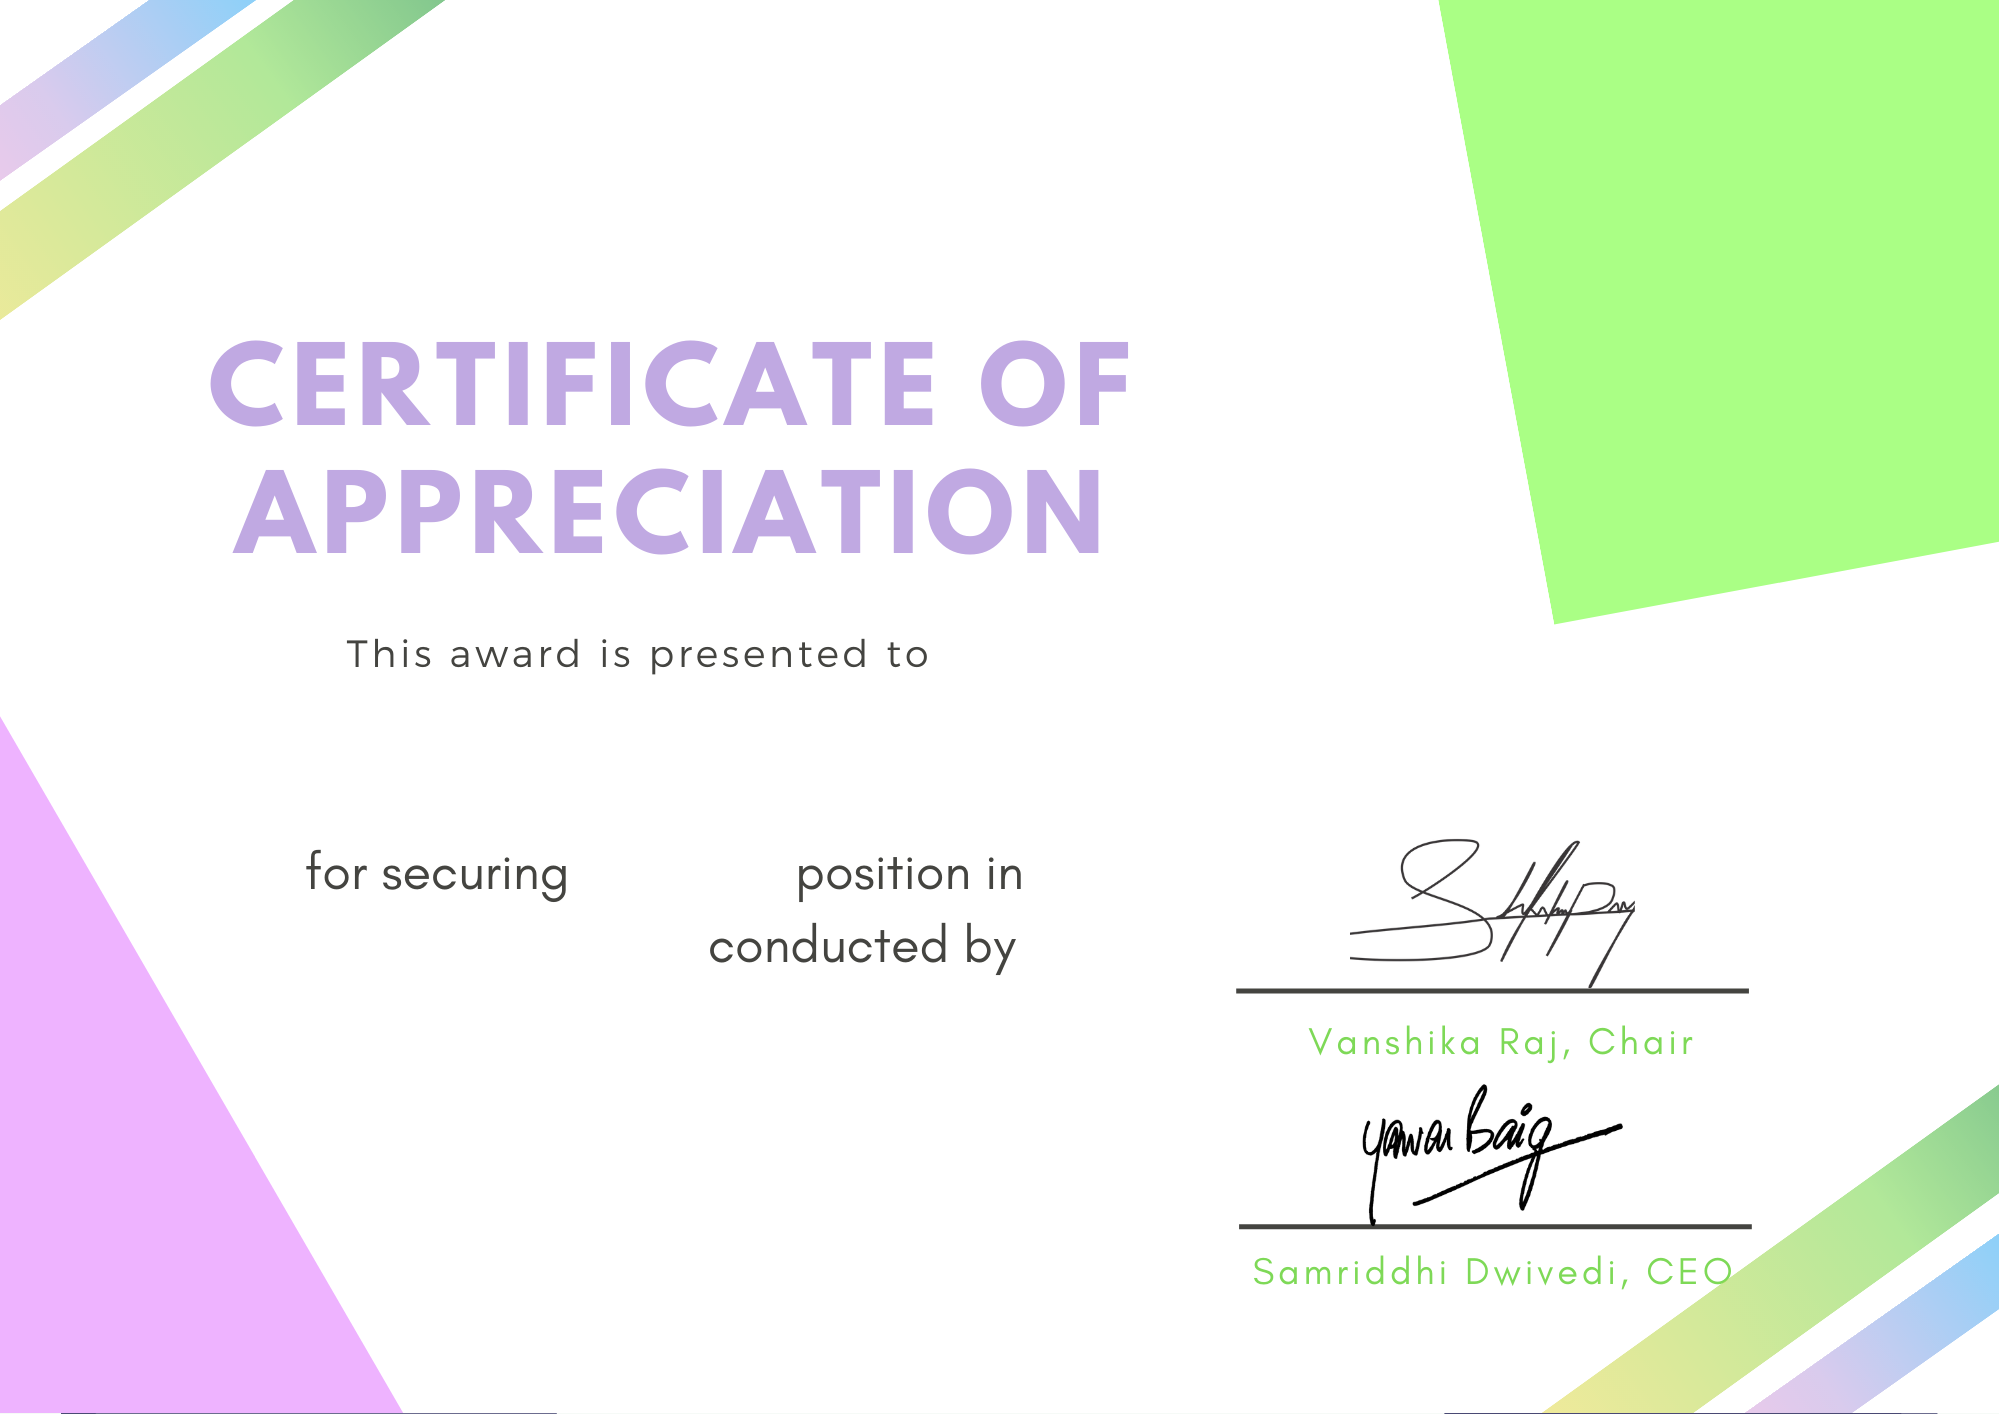 CERTIFICATE OF
APPRECIATION
This award is presented to
for securing position in
conducted by
Vanshika Raj, Chair
Yawar Baig
Samriddhi Dwivedi, CEO